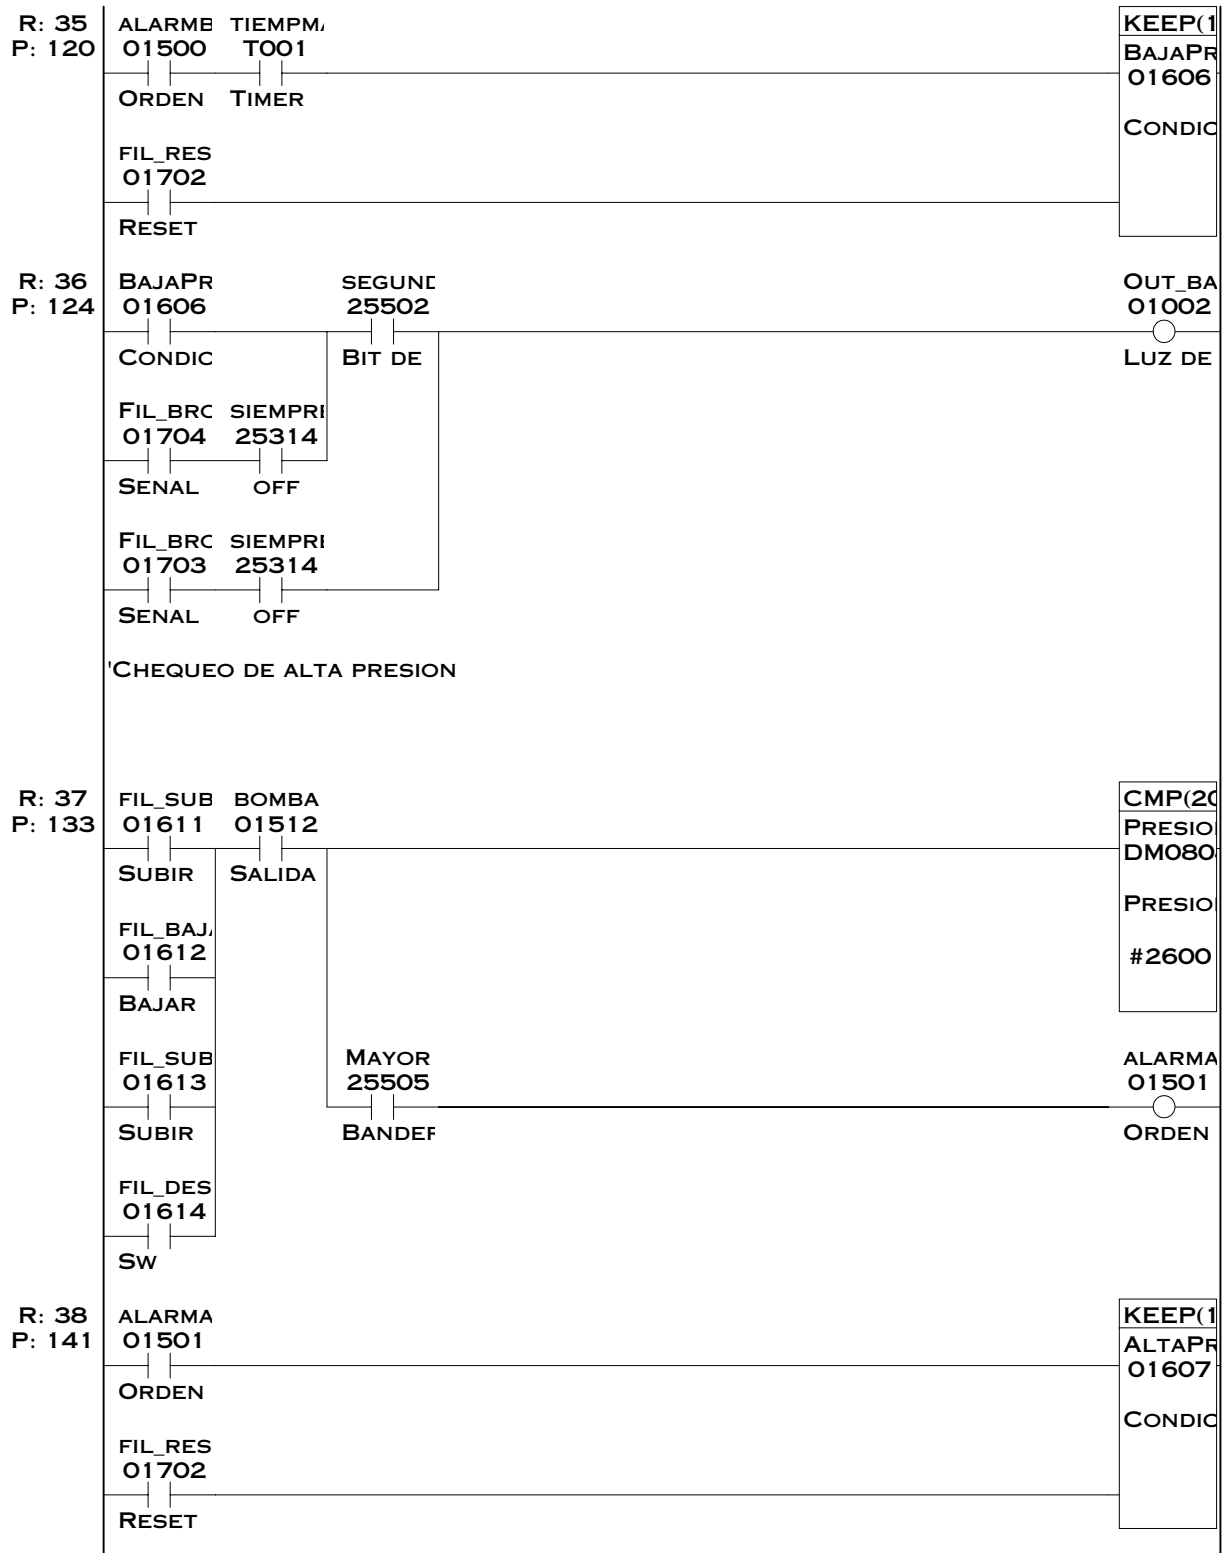 R: 35 ALARMB TIEMPMA KEEP(1
P: 120 01500 T001 BAJAPR
01606
ORDEN TIMER
CONDIC
FIL_RES
01702
RESET
R: 36 BAJAPR SEGUND OUT_BA
P: 124 01606 25502 01002
CONDIC BIT DE LUZ DE
FIL_BRO SIEMPRE
01704 25314
SENAL OFF
FIL_BRO SIEMPRE
01703 25314
SENAL OFF
'CHEQUEO DE ALTA PRESION
R: 37 FIL_SUB BOMBA CMP(20
P: 133 01611 01512 PRESIO
DM080
SUBIR SALIDA
PRESIO
FIL_BAJA
01612 #2600
BAJAR
FIL_SUB MAYOR ALARMA
01613 25505 01501
SUBIR BANDER ORDEN
FIL_DES
01614
SW
R: 38 ALARMA KEEP(1
P: 141 01501 ALTAPR
01607
ORDEN
CONDIC
FIL_RES
01702
RESET